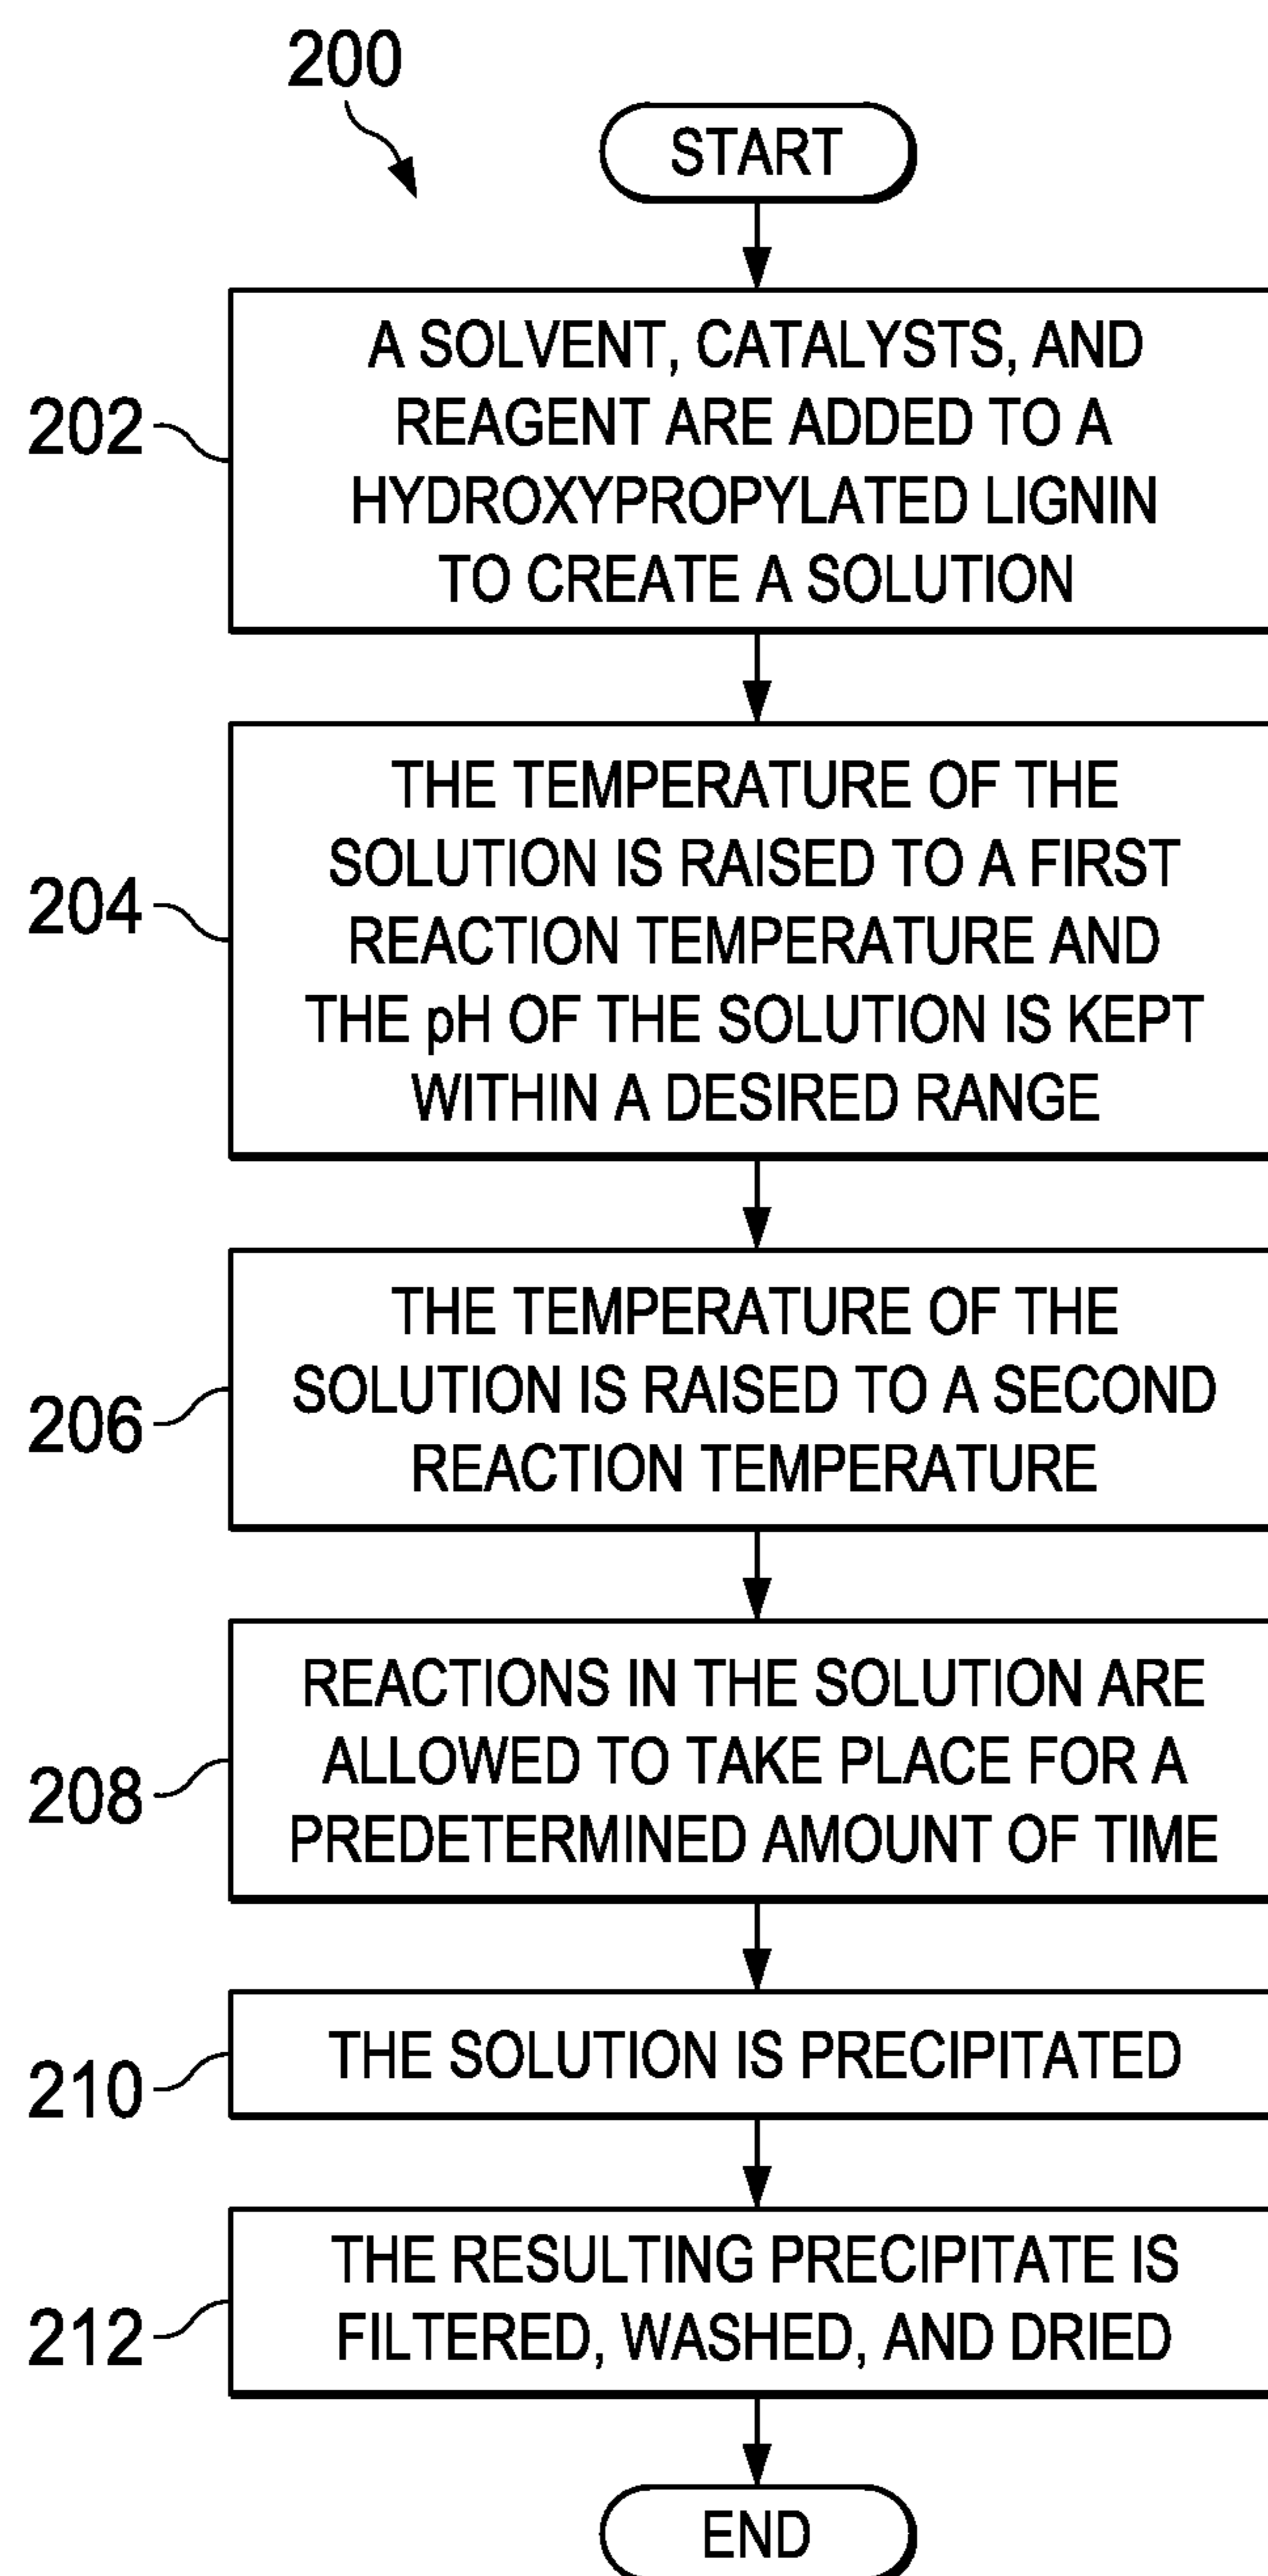 200
START
202
A SOLVENT, CATALYSTS, AND
REAGENT ARE ADDED TO A
HYDROXYPROPYLATED LIGNIN
TO CREATE A SOLUTION
204
THE TEMPERATURE OF THE
SOLUTION IS RAISED TO A FIRST
REACTION TEMPERATURE AND
THE pH OF THE SOLUTION IS KEPT
WITHIN A DESIRED RANGE
206
THE TEMPERATURE OF THE
SOLUTION IS RAISED TO A SECOND
REACTION TEMPERATURE
208
REACTIONS IN THE SOLUTION ARE
ALLOWED TO TAKE PLACE FOR A
PREDETERMINED AMOUNT OF TIME
210
THE SOLUTION IS PRECIPITATED
212
THE RESULTING PRECIPITATE IS
FILTERED, WASHED, AND DRIED
END